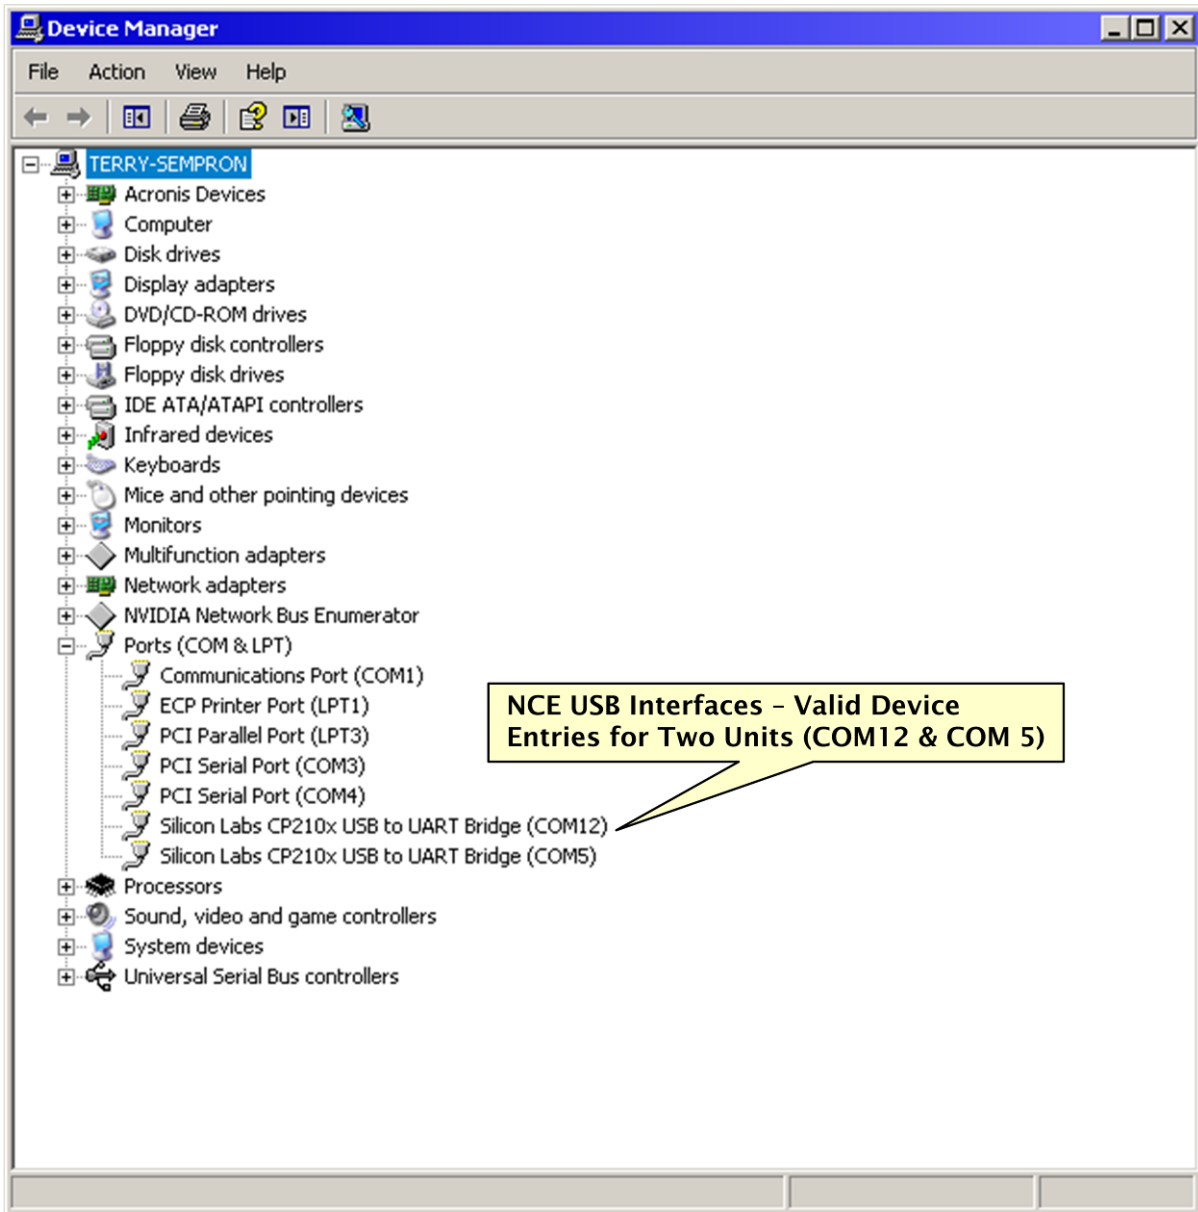 Device Manager
File Action View Help
TERRY-SEMPRON
Acronis Devices
Computer
Disk drives
Display adapters
DVD/CD-ROM drives
Floppy disk controllers
Floppy disk drives
IDE ATA/ATAPI controllers
Infrared devices
Keyboards
Mice and other pointing devices
Monitors
Multifunction adapters
Network adapters
NVIDIA Network Bus Enumerator
Ports (COM & LPT)
Communications Port (COM1)
ECP Printer Port (LPT1)
PCI Parallel Port (LPT3)
PCI Serial Port (COM3)
PCI Serial Port (COM4)
Silicon Labs CP210x USB to UART Bridge (COM12)
Silicon Labs CP210x USB to UART Bridge (COM5)
Processors
Sound, video and game controllers
System devices
Universal Serial Bus controllers
NCE USB Interfaces – Valid Device
Entries for Two Units (COM12 & COM 5)